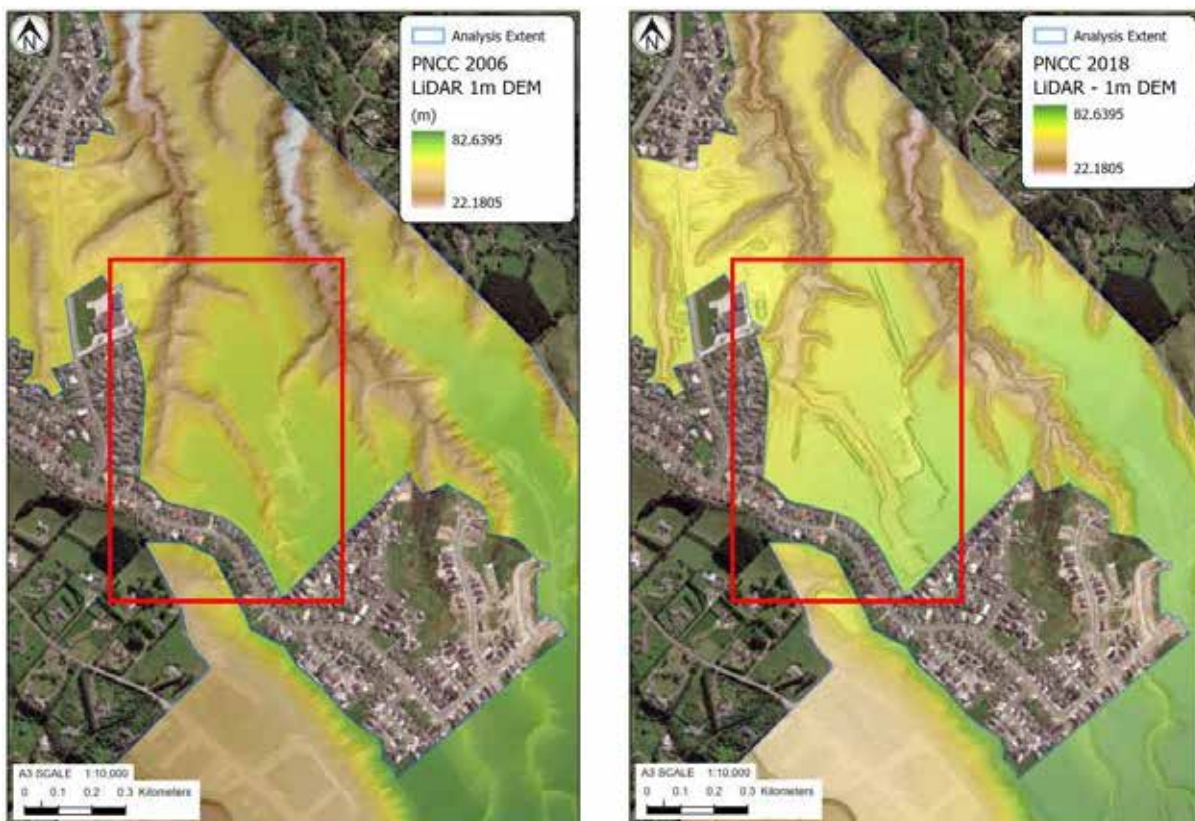 N
Analysis Extent
PNCC 2006
LiDAR 1m DEM
(m)
82.6395
22.1805
A3 SCALE 1:10,000
0 0.1 0.2 0.3 Kilometers
N
Analysis Extent
PNCC 2018
LiDAR - 1m DEM
82.6395
22.1805
A3 SCALE 1:10,000
0 0.1 0.2 0.3 Kilometers